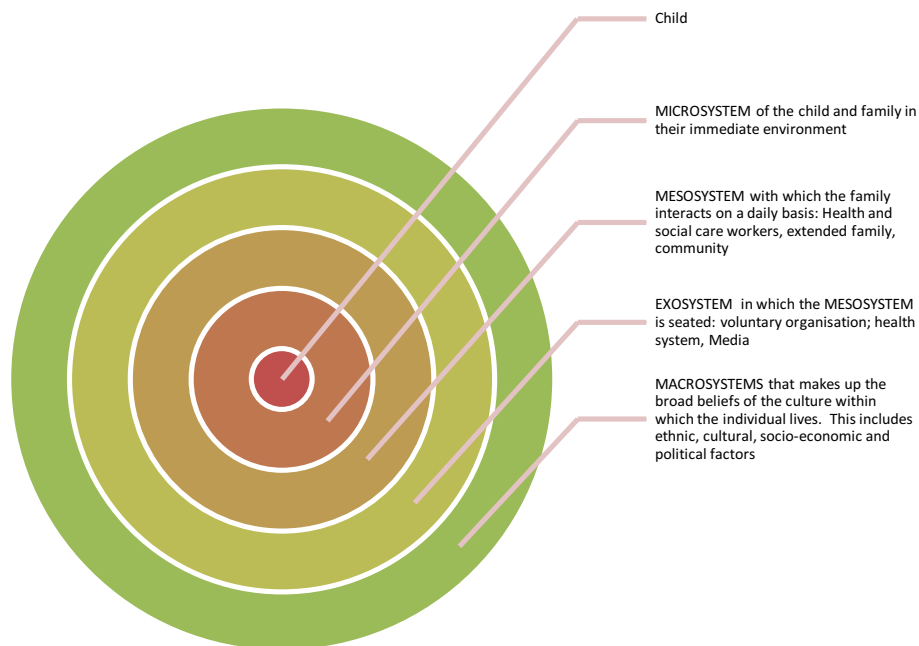 Child
MICROSYSTEM of the child and family in
their immediate environment
MESOSYSTEM with which the family
interacts on a daily basis: Health and
social care workers, extended family,
community
EXOSYSTEM  in which the MESOSYSTEM
is seated: voluntary organisation; health
system, Media
MACROSYSTEMS that makes up the
broad beliefs of the culture within
which the individual lives.  This includes
ethnic, cultural, socio-economic and
political factors